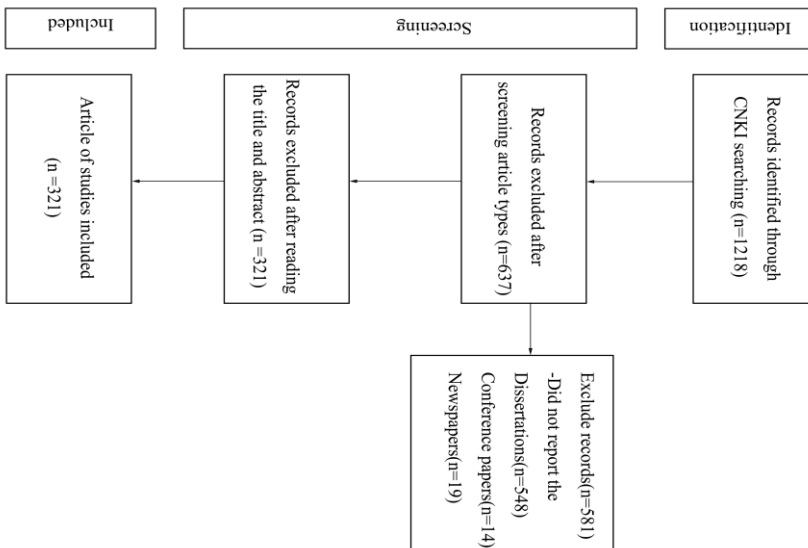 Identification
Screening
Included
Records identified through
CNKI searching (n=1218)
Records excluded after
screening article types (n=637)
Exclude records(n=581)
-Did not report the
Dissertations(n=548)
Conference papers(n=14)
Newspapers(n=19)
Records excluded after reading
the title and abstract (n =321)
Article of studies included
(n =321)